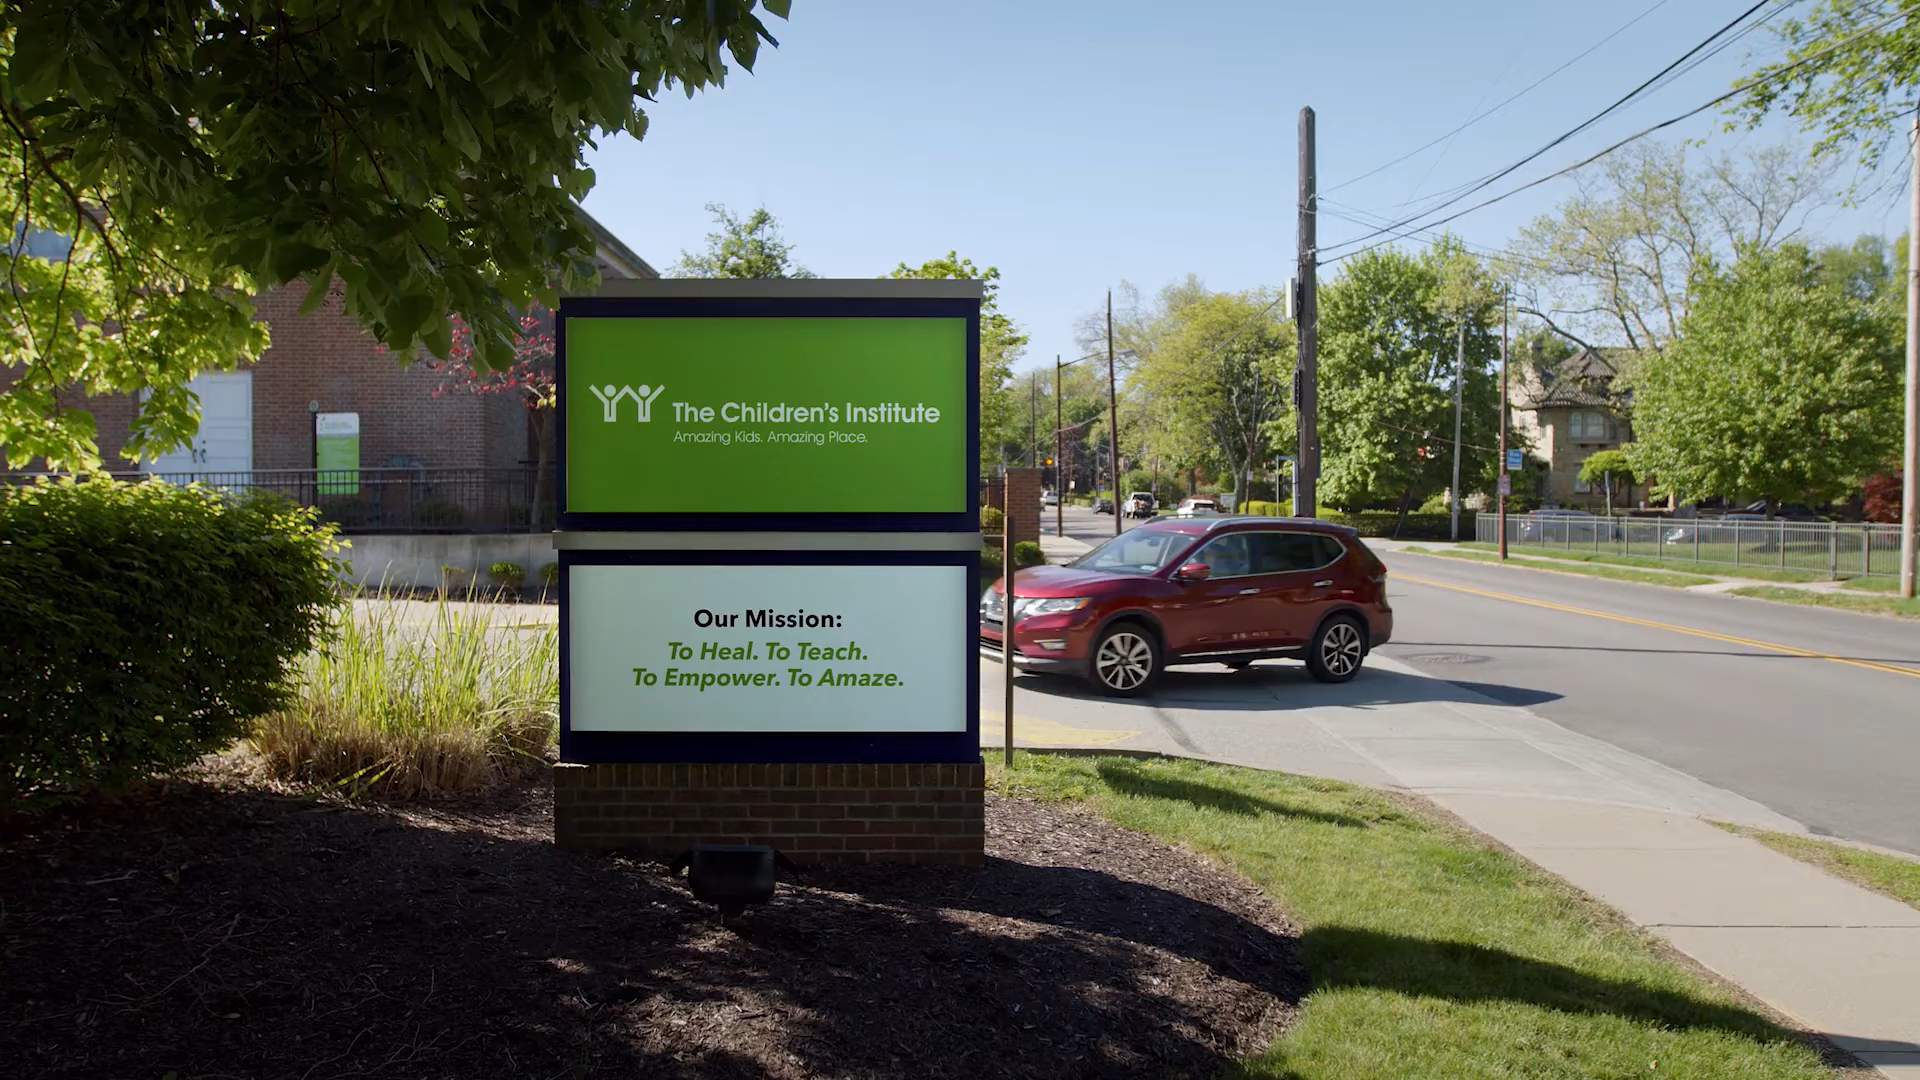 The Children's Institute
Amazing Kids. Amazing Place.
Our Mission:
To Heal. To Teach.
To Empower. To Amaze.